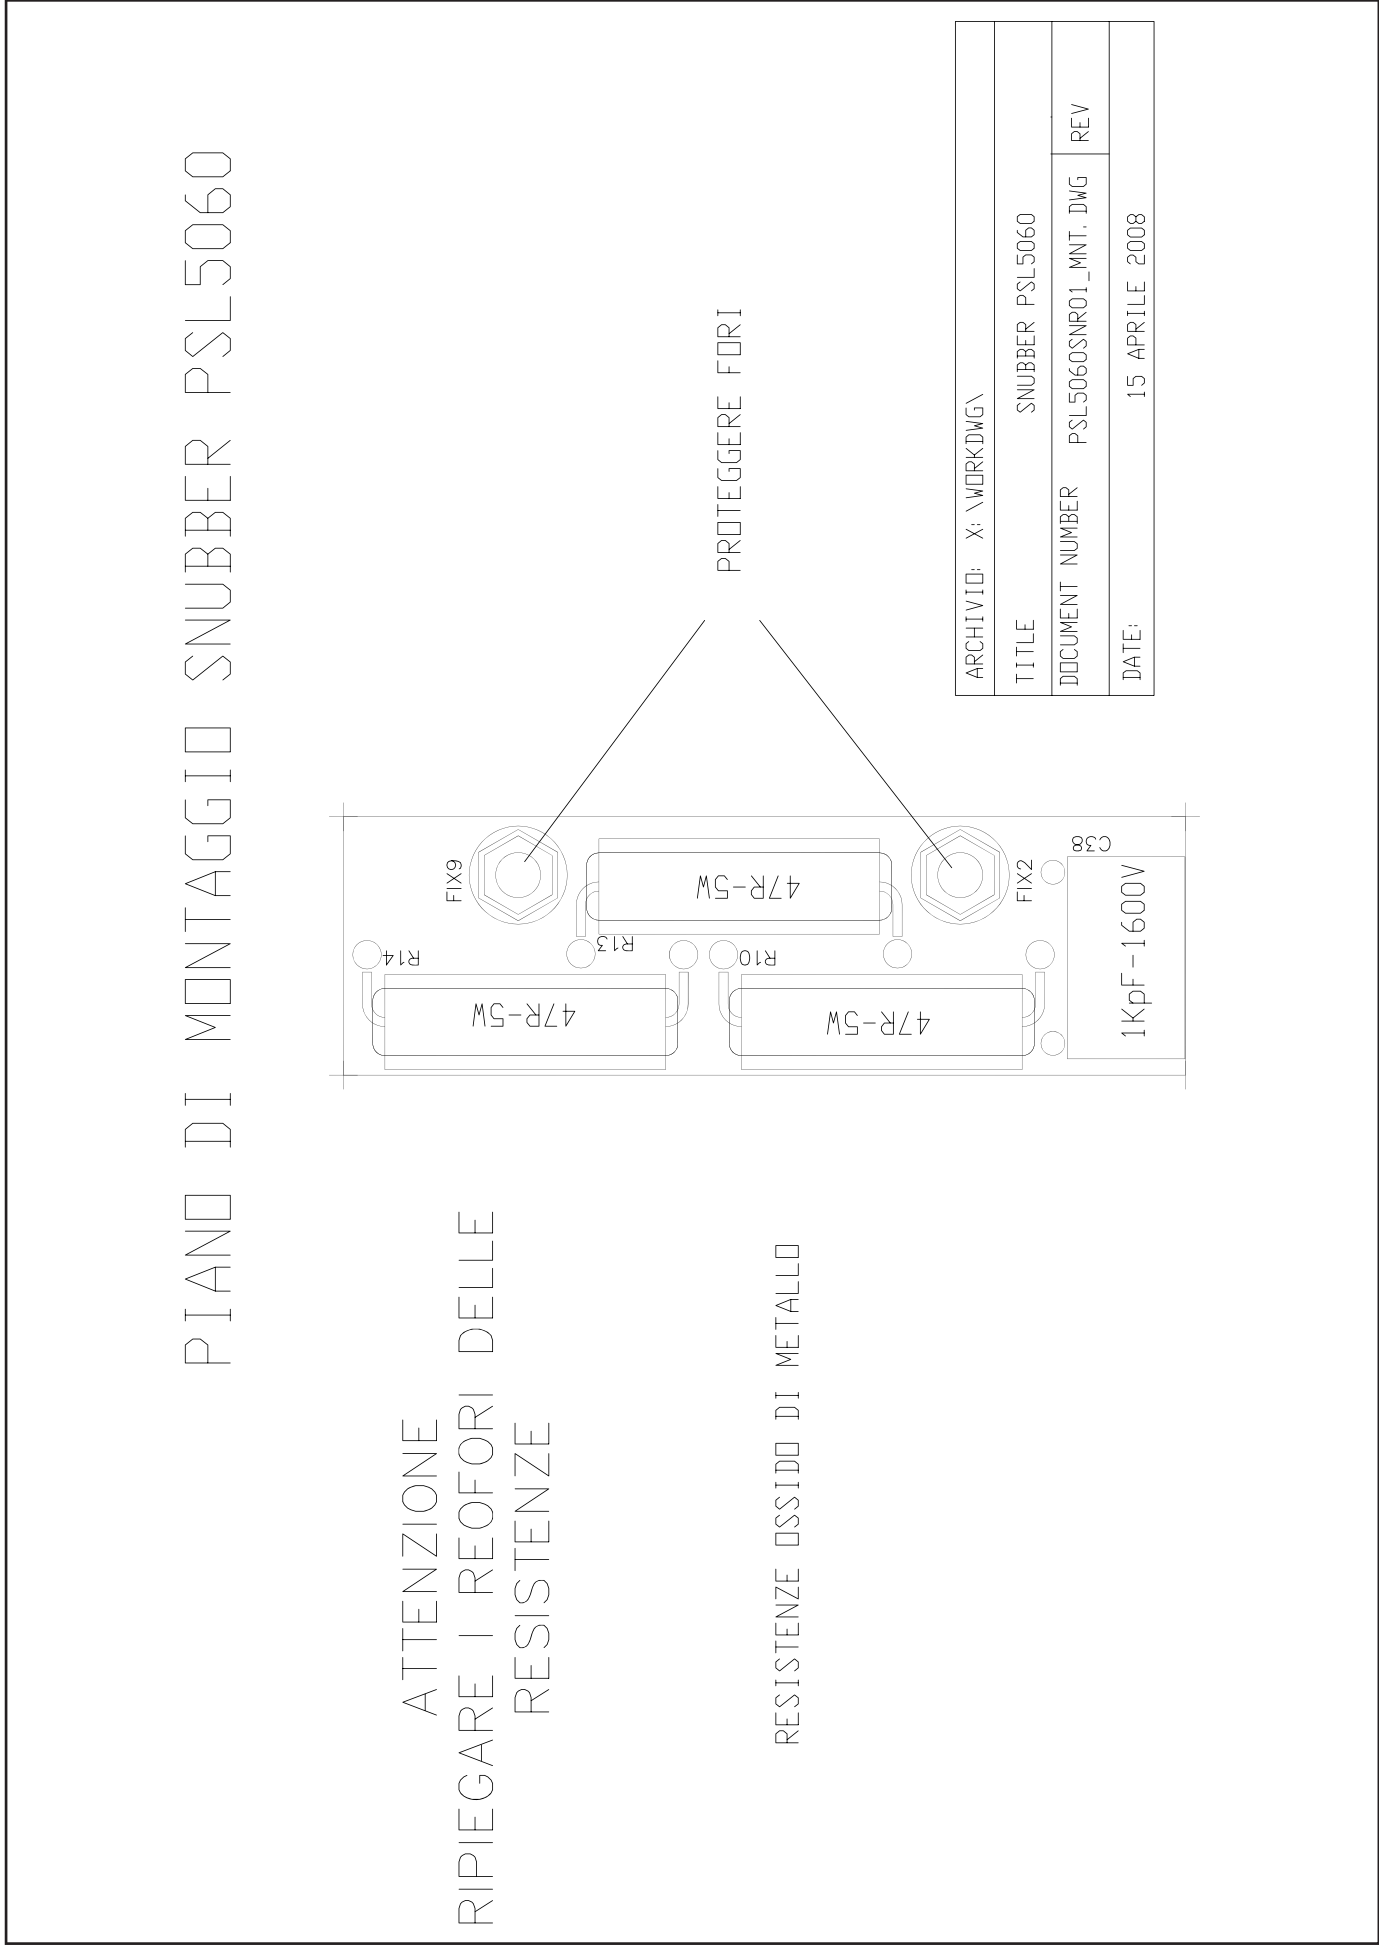 PIANO DI MONTAGGIO SNUBBER PSL5060
ATTENZIONE
RIPIEGARE I REOFORI DELLE
RESISTENZE
RESISTENZE OSSIDO DI METALLO
R14
47R-5W
FIX9
R13
47R-5W
R10
47R-5W
FIX2
C38
1KpF-1600V
PROTEGGERE FORI
ARCHIVIO: X:\WORKDWG\
TITLE SNUBBER PSL5060
DOCUMENT NUMBER PSL5060SNR01_MNT.DWG REV
DATE: 15 APRILE 2008